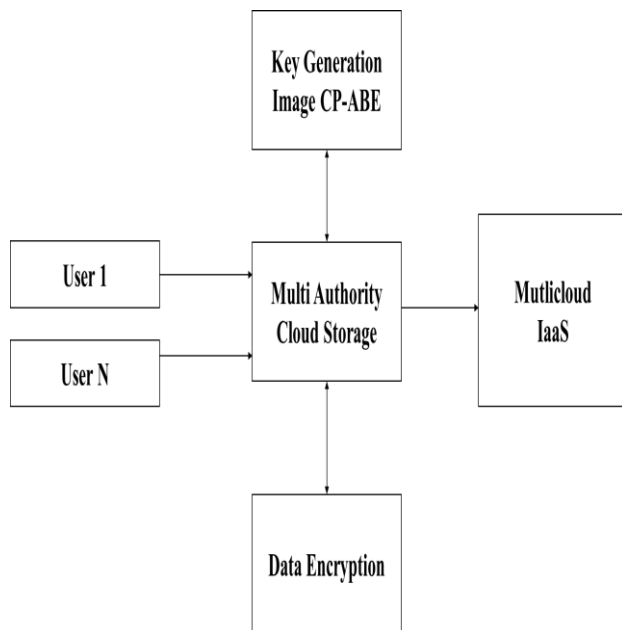 Key Generation
Image CP-ABE
User 1
Multi Authority
Cloud Storage
Mutlicloud
IaaS
User N
Data Encryption